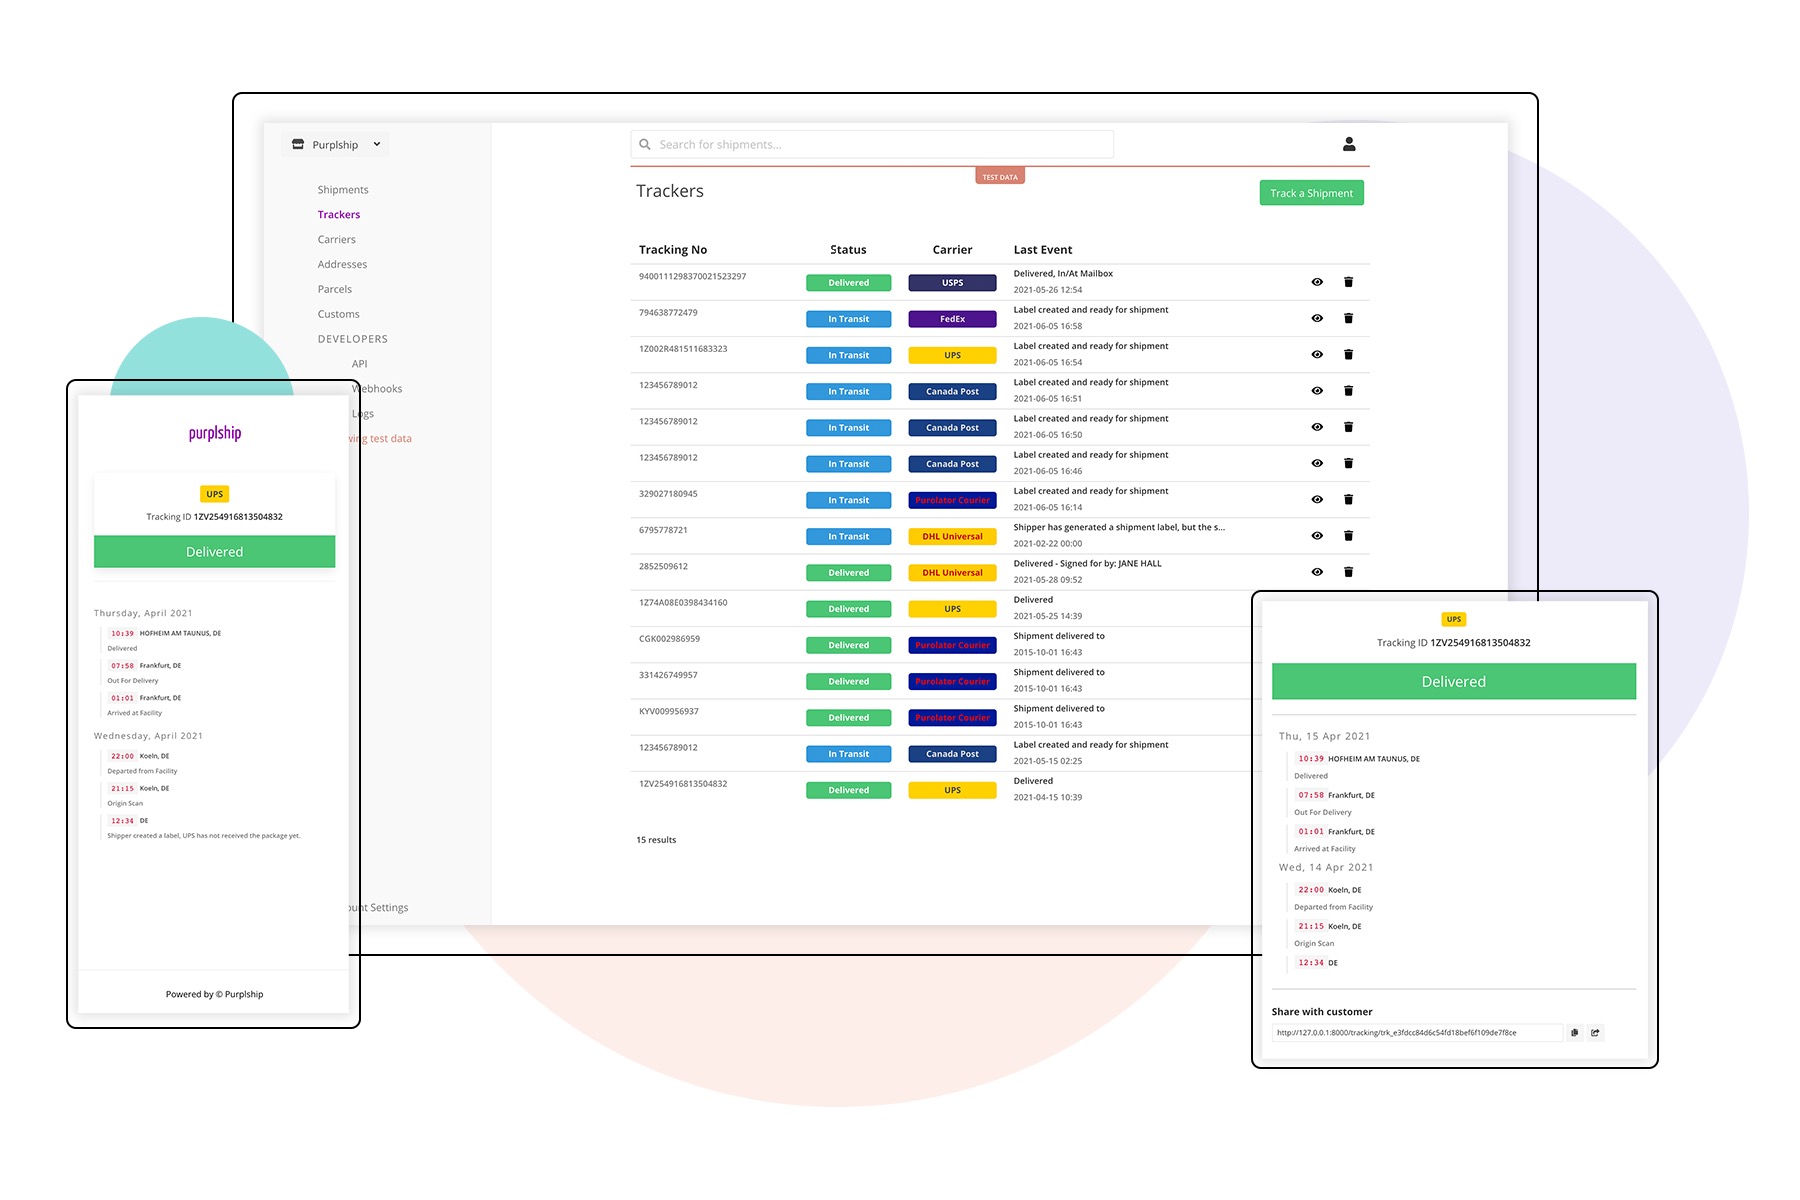 Purplship
Search for shipments...
TEST DATA
Shipments
Trackers
Carriers
Addresses
Parcels
Customs
DEVELOPERS
API
Webhooks
Logs
wing test data
ount Settings
Trackers
Track a Shipment
Tracking No Status Carrier Last Event
9400111298370021523297 Delivered USPS Delivered, In/At Mailbox
2021-05-26 12:54
794638772479 In Transit FedEx Label created and ready for shipment
2021-06-05 16:58
1Z002R481511683323 In Transit UPS Label created and ready for shipment
2021-06-05 16:54
123456789012 In Transit Canada Post Label created and ready for shipment
2021-06-05 16:51
123456789012 In Transit Canada Post Label created and ready for shipment
2021-06-05 16:50
123456789012 In Transit Canada Post Label created and ready for shipment
2021-06-05 16:46
329027180945 In Transit Purolator Courier Label created and ready for shipment
2021-06-05 16:14
6795778721 In Transit DHL Universal Shipper has generated a shipment label, but the s...
2021-02-22 00:00
2852509612 Delivered DHL Universal Delivered - Signed for by: JANE HALL
2021-05-28 09:52
1Z74A08E0398434160 Delivered UPS Delivered
2021-05-25 14:39
CGK002986959 Delivered Purolator Courier Shipment delivered to
2015-10-01 16:43
331426749957 Delivered Purolator Courier Shipment delivered to
2015-10-01 16:43
KYV009956937 Delivered Purolator Courier Shipment delivered to
2015-10-01 16:43
123456789012 In Transit Canada Post Label created and ready for shipment
2021-05-15 02:25
1ZV254916813504832 Delivered UPS Delivered
2021-04-15 10:39
15 results
purplship
UPS
Tracking ID 1ZV254916813504832
Delivered
Thursday, April 2021
10:39 HOFHEIM AM TAUNUS, DE
Delivered
07:58 Frankfurt, DE
Out For Delivery
01:01 Frankfurt, DE
Arrived at Facility
Wednesday, April 2021
22:00 Koeln, DE
Departed from Facility
21:15 Koeln, DE
Origin Scan
12:34 DE
Shipper created a label, UPS has not received the package yet.
Powered by © Purplship
UPS
Tracking ID 1ZV254916813504832
Delivered
Thu, 15 Apr 2021
10:39 HOFHEIM AM TAUNUS, DE
Delivered
07:58 Frankfurt, DE
Out For Delivery
01:01 Frankfurt, DE
Arrived at Facility
Wed, 14 Apr 2021
22:00 Koeln, DE
Departed from Facility
21:15 Koeln, DE
Origin Scan
12:34 DE
Share with customer
http://127.0.0.1:8000/tracking/trk_e3fdcc84d6c54fd18bef6f109de7f8ce